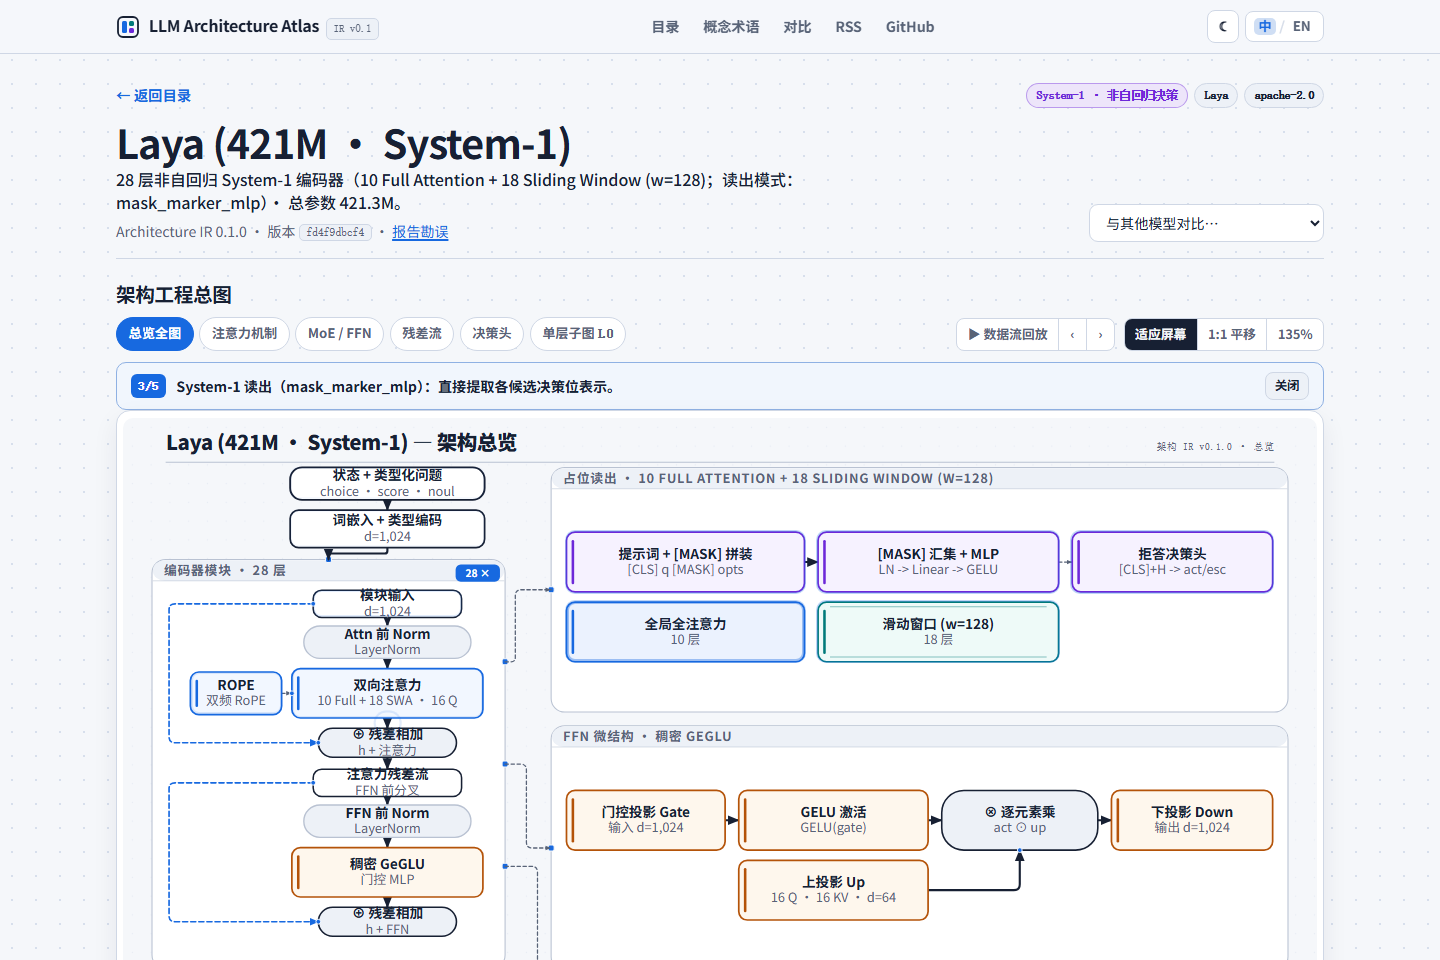 LLM Architecture Atlas IR v0.1 目录 概念术语 对比 RSS GitHub 中 / EN
← 返回目录 System-1 · 非自回归决策 Laya apache-2.0
Laya (421M · System-1)
28 层非自回归 System-1 编码器（10 Full Attention + 18 Sliding Window (w=128)；读出模式：
mask_marker_mlp）· 总参数 421.3M。
Architecture IR 0.1.0 · 版本 fd4f9dbcf4 · 报告勘误
与其他模型对比…
架构工程总图
总览全图 注意力机制 MoE / FFN 残差流 决策头 单层子图 L0 ▶ 数据流回放 ‹ › 适应屏幕 1:1 平移 135%
3/5 System-1 读出（mask_marker_mlp）：直接提取各候选决策位表示。 关闭
Laya (421M · System-1) — 架构总览
架构 IR v0.1.0 · 总览
状态 + 类型化问题
choice · score · noul
词嵌入 + 类型编码
d=1,024
编码器模块 · 28 层
28 ×
模块输入
d=1,024
Attn 前 Norm
LayerNorm
ROPE
双频 RoPE
双向注意力
10 Full + 18 SWA · 16 Q
⊕ 残差相加
h + 注意力
注意力残差流
FFN 前分叉
FFN 前 Norm
LayerNorm
稠密 GeGLU
门控 MLP
⊕ 残差相加
h + FFN
占位读出 · 10 FULL ATTENTION + 18 SLIDING WINDOW (W=128)
提示词 + [MASK] 拼装
[CLS] q [MASK] opts
[MASK] 汇集 + MLP
LN -> Linear -> GELU
拒答决策头
[CLS]+H -> act/esc
全局全注意力
10 层
滑动窗口 (w=128)
18 层
FFN 微结构 · 稠密 GEGLU
门控投影 Gate
输入 d=1,024
GELU 激活
GELU(gate)
⊗ 逐元素乘
act ⊙ up
下投影 Down
输出 d=1,024
上投影 Up
16 Q · 16 KV · d=64